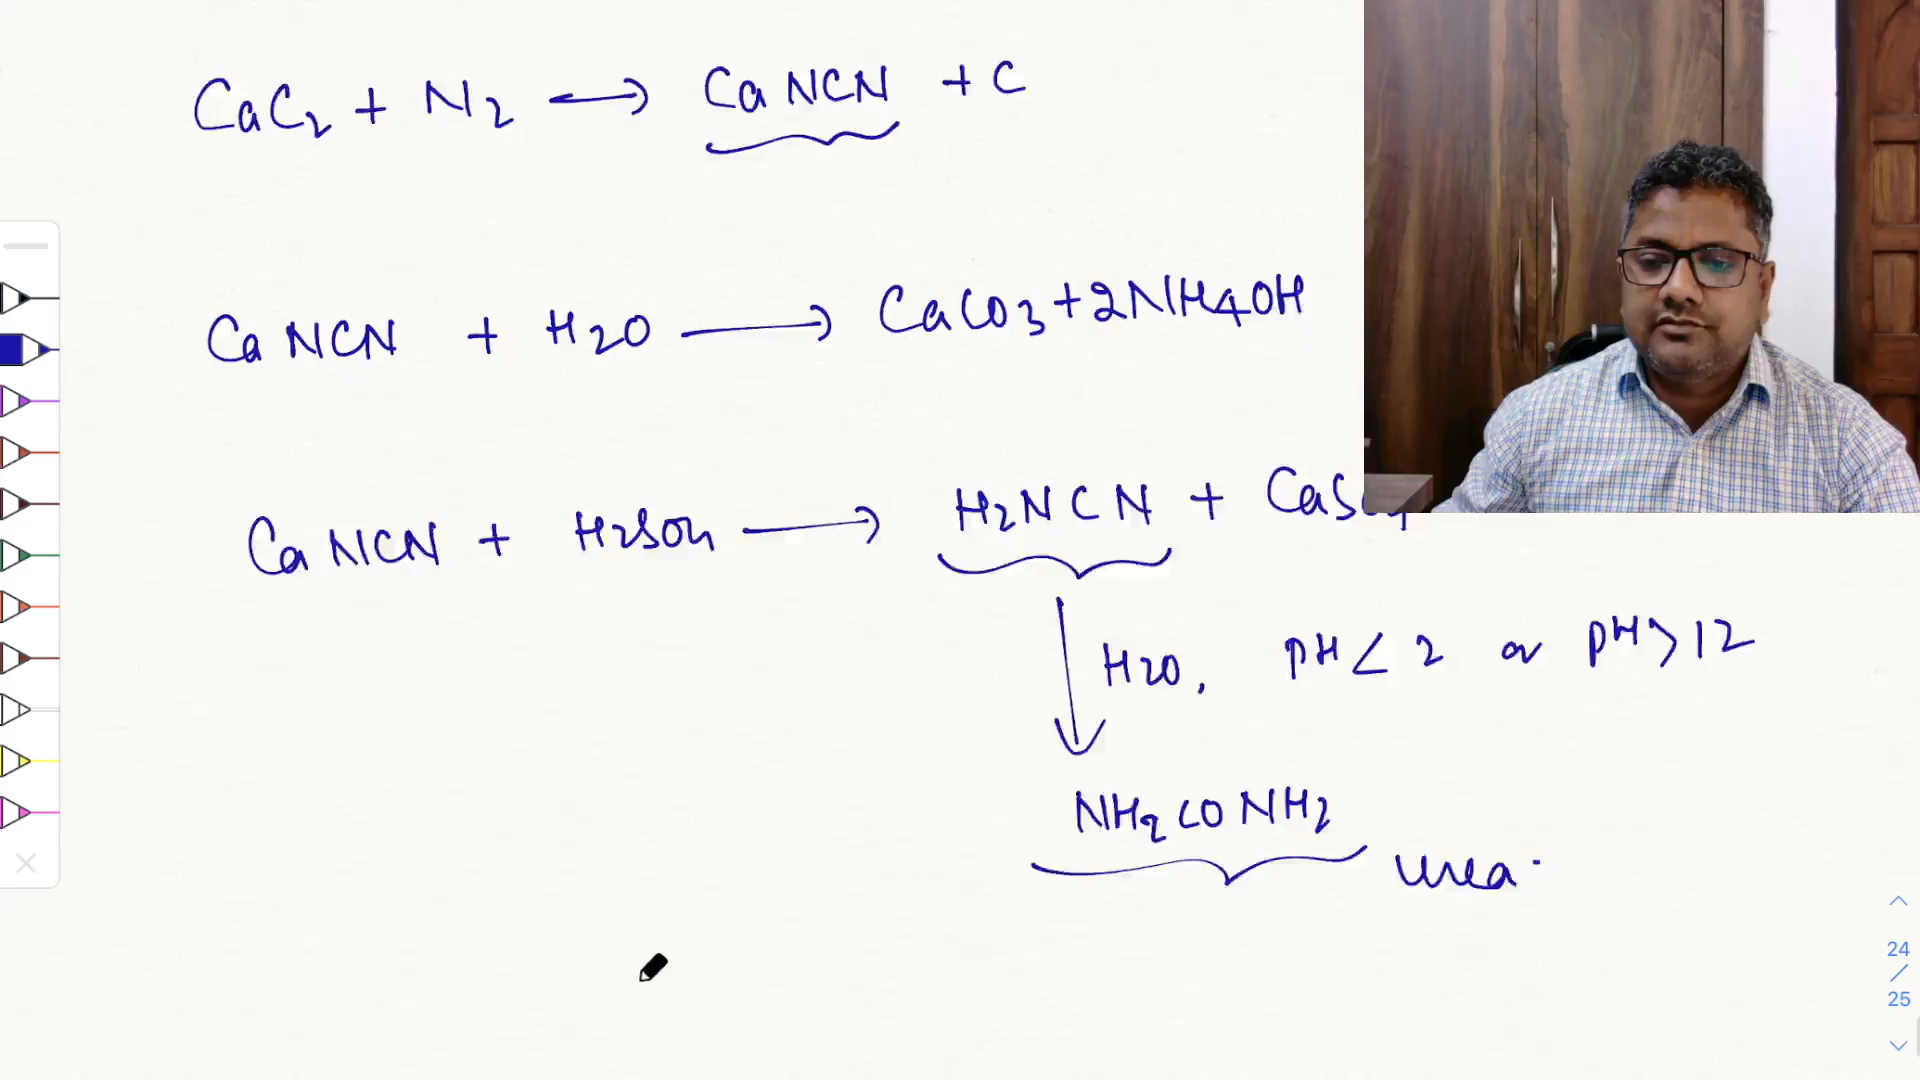 CaC2 + N2 ⟷ CaNCN + C
CaNCN + H2O ⟶ CaCO3 + 2NH4OH
CaNCN + H2SO4 ⟶ H2NCN + CaSO4
H2O, pH < 2 or pH > 12
NH2CONH2
urea.
24
/
25